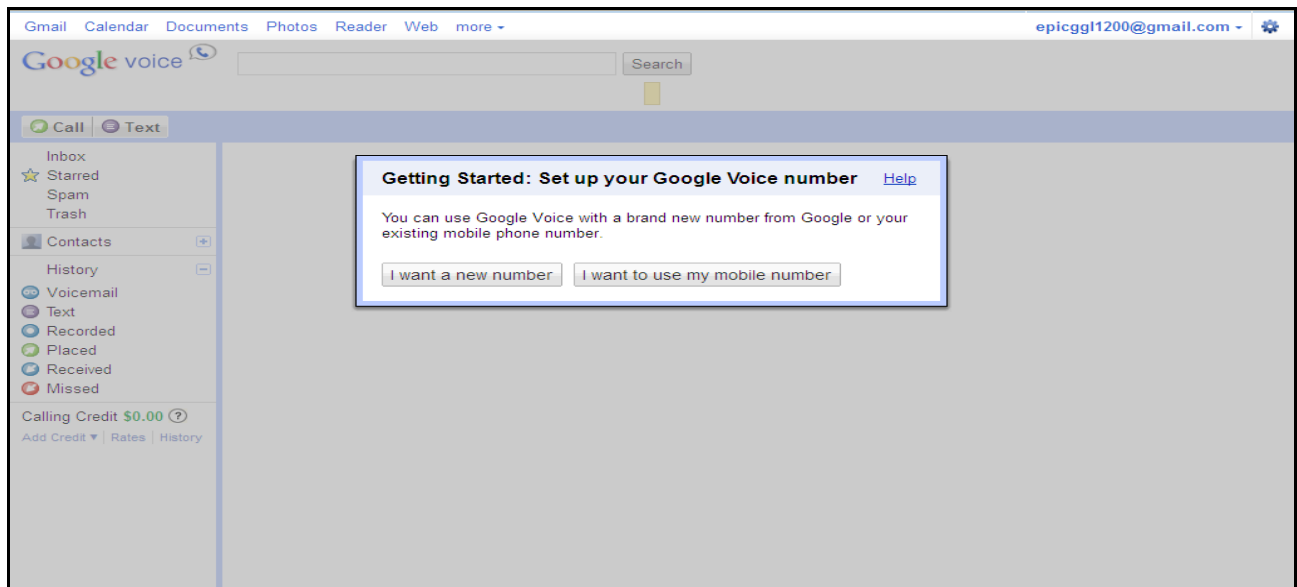 Gmail Calendar Documents Photos Reader Web more epicggl1200@gmail.com
Google voice Search
Call Text
Inbox
Starred
Spam
Trash
Contacts
History
Voicemail
Text
Recorded
Placed
Received
Missed
Calling Credit $0.00 ?
Add Credit Rates History
Getting Started: Set up your Google Voice number Help
You can use Google Voice with a brand new number from Google or your
existing mobile phone number.
I want a new number I want to use my mobile number